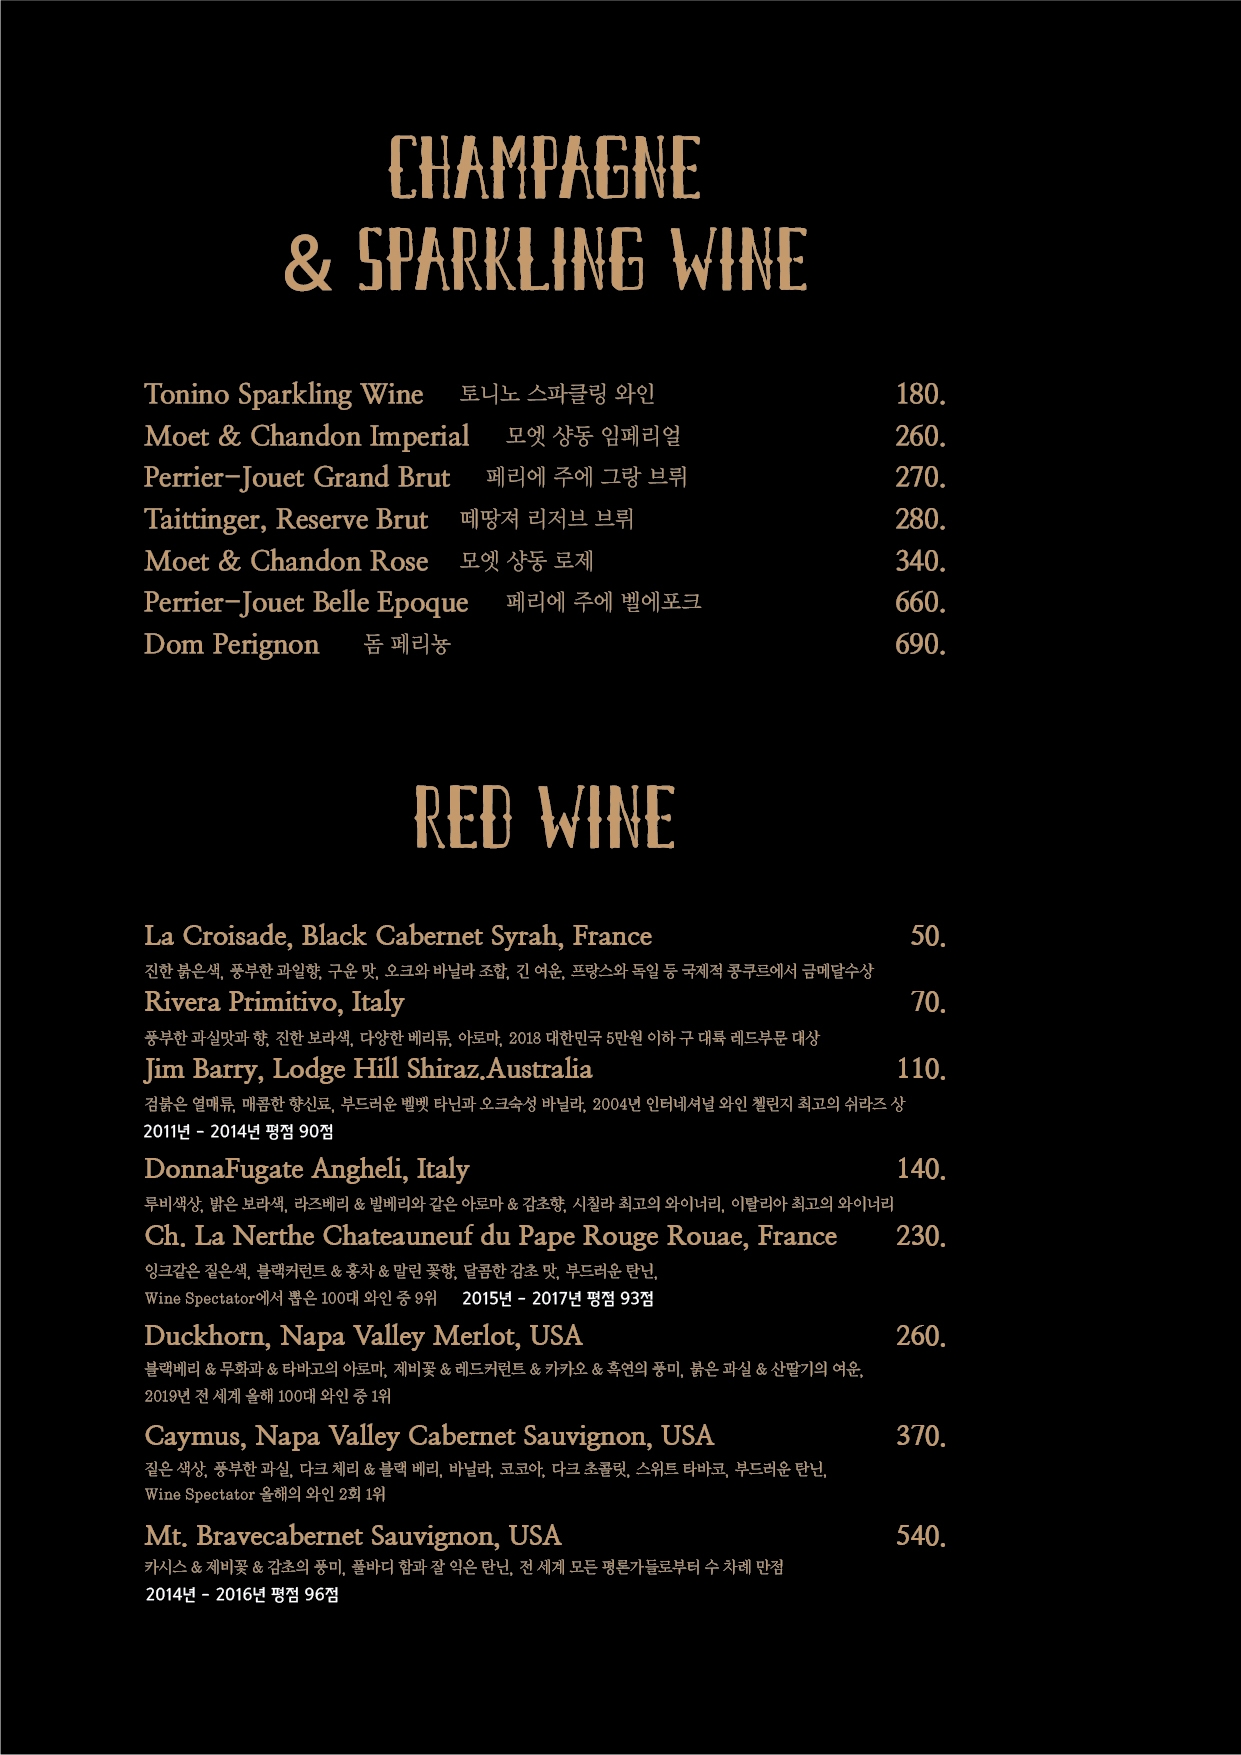 CHAMPAGNE
& SPARKLING WINE
Tonino Sparkling Wine 토니노 스파클링 와인 180.
Moet & Chandon Imperial 모엣 샹동 임페리얼 260.
Perrier-Jouet Grand Brut 페리에 주에 그랑 브뤼 270.
Taittinger, Reserve Brut 떼땅져 리저브 브뤼 280.
Moet & Chandon Rose 모엣 샹동 로제 340.
Perrier-Jouet Belle Epoque 페리에 주에 벨에포크 660.
Dom Perignon 돔 페리뇽 690.
RED WINE
La Croisade, Black Cabernet Syrah, France 50.
진한 붉은색, 풍부한 과일향, 구운 맛, 오크와 바닐라 조합, 긴 여운, 프랑스와 독일 등 국제적 콩쿠르에서 금메달수상
Rivera Primitivo, Italy 70.
풍부한 과실맛과 향, 진한 보라색, 다양한 베리류, 아로마, 2018 대한민국 5만원 이하 구 대륙 레드부문 대상
Jim Barry, Lodge Hill Shiraz.Australia 110.
검붉은 열매류, 매콤한 향신료, 부드러운 벨벳 타닌과 오크숙성 바닐라, 2004년 인터네셔널 와인 첼린지 최고의 쉬라즈 상
2011년 - 2014년 평점 90점
DonnaFugate Angheli, Italy 140.
루비색상, 밝은 보라색, 라즈베리 & 빌베리와 같은 아로마 & 감초향, 시칠라 최고의 와이너리, 이탈리아 최고의 와이너리
Ch. La Nerthe Chateauneuf du Pape Rouge Rouae, France 230.
잉크같은 짙은색, 블랙커런트 & 홍차 & 말린 꽃향, 달콤한 감초 맛, 부드러운 탄닌,
Wine Spectator에서 뽑은 100대 와인 중 9위 2015년 - 2017년 평점 93점
Duckhorn, Napa Valley Merlot, USA 260.
블랙베리 & 무화과 & 타바고의 아로마, 제비꽃 & 레드커런트 & 카카오 & 흑연의 풍미, 붉은 과실 & 산딸기의 여운,
2019년 전 세계 올해 100대 와인 중 1위
Caymus, Napa Valley Cabernet Sauvignon, USA 370.
짙은 색상, 풍부한 과실, 다크 체리 & 블랙 베리, 바닐라, 코코아, 다크 초콜릿, 스위트 타바코, 부드러운 탄닌,
Wine Spectator 올해의 와인 2회 1위
Mt. Bravecabernet Sauvignon, USA 540.
카시스 & 제비꽃 & 감초의 풍미, 풀바디 함과 잘 익은 탄닌, 전 세계 모든 평론가들로부터 수 차례 만점
2014년 - 2016년 평점 96점